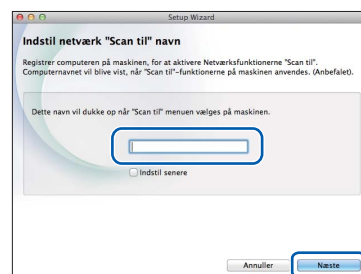 Setup Wizard
Indstil netværk "Scan til" navn
Registrer computeren på maskinen, for at aktivere Netværksfunktionerne "Scan til".
Computernavnet vil blive vist, når "Scan til"-funktionerne på maskinen anvendes. (Anbefalet).
Dette navn vil dukke op når "Scan til" menuen vælges på maskinen.
Indstil senere
Annuller
Næste